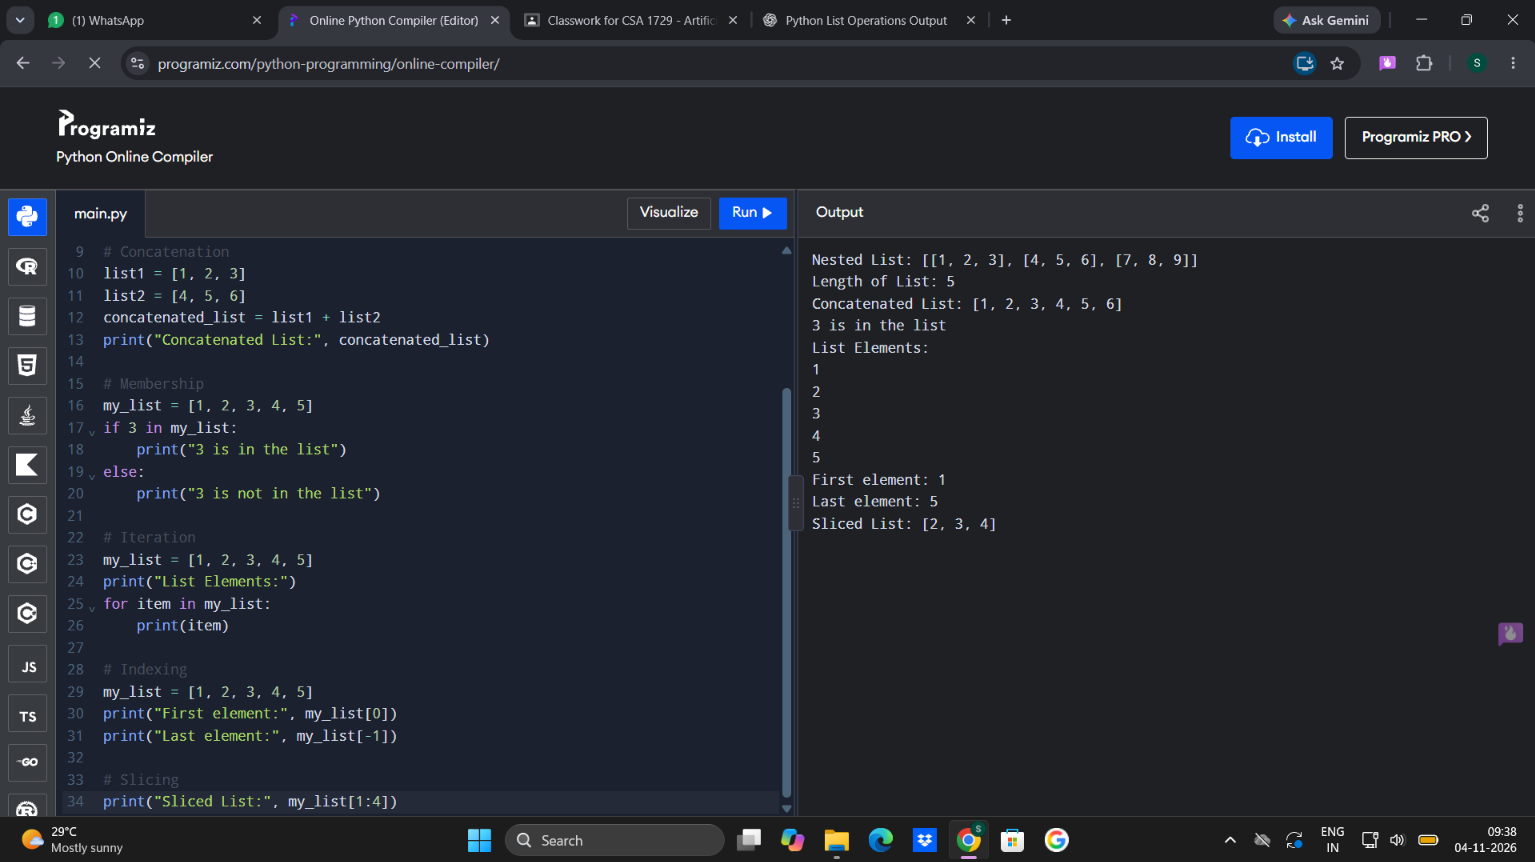 (1) WhatsApp
Online Python Compiler (Editor)
Classwork for CSA 1729 - Artific
Python List Operations Output
Ask Gemini
programiz.com/python-programming/online-compiler/
S
Programiz
Python Online Compiler
Install
Programiz PRO
main.py
Visualize
Run
Output
9 # Concatenation
10 list1 = [1, 2, 3]
11 list2 = [4, 5, 6]
12 concatenated_list = list1 + list2
13 print("Concatenated List:", concatenated_list)
14
15 # Membership
16 my_list = [1, 2, 3, 4, 5]
17 if 3 in my_list:
18     print("3 is in the list")
19 else:
20     print("3 is not in the list")
21
22 # Iteration
23 my_list = [1, 2, 3, 4, 5]
24 print("List Elements:")
25 for item in my_list:
26     print(item)
27
28 # Indexing
29 my_list = [1, 2, 3, 4, 5]
30 print("First element:", my_list[0])
31 print("Last element:", my_list[-1])
32
33 # Slicing
34 print("Sliced List:", my_list[1:4])
Nested List: [[1, 2, 3], [4, 5, 6], [7, 8, 9]]
Length of List: 5
Concatenated List: [1, 2, 3, 4, 5, 6]
3 is in the list
List Elements:
1
2
3
4
5
First element: 1
Last element: 5
Sliced List: [2, 3, 4]
R
5
JS
TS
GO
29°C
Mostly sunny
Search
S
ENG
IN
09:38
04-11-2026